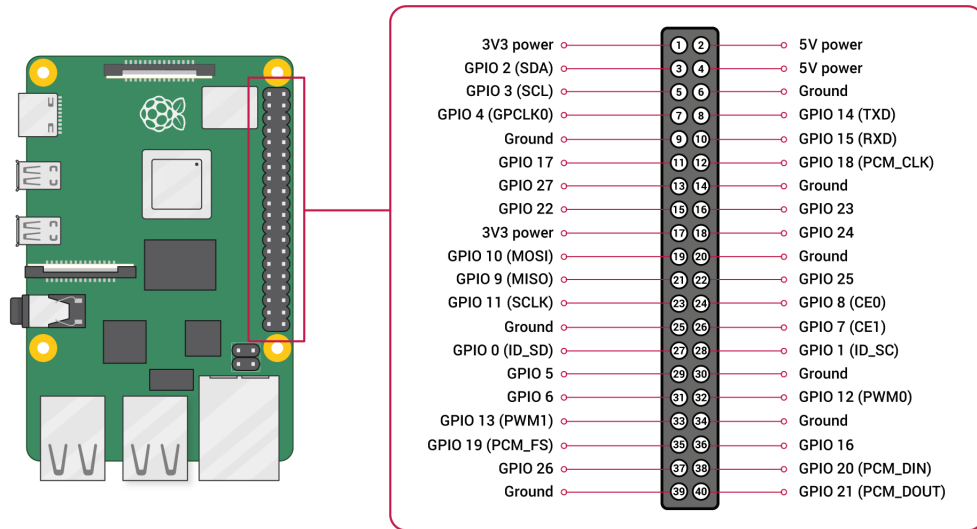 3V3 power 1 2 5V power
GPIO 2 (SDA) 3 4 5V power
GPIO 3 (SCL) 5 6 Ground
GPIO 4 (GPCLK0) 7 8 GPIO 14 (TXD)
Ground 9 10 GPIO 15 (RXD)
GPIO 17 11 12 GPIO 18 (PCM_CLK)
GPIO 27 13 14 Ground
GPIO 22 15 16 GPIO 23
3V3 power 17 18 GPIO 24
GPIO 10 (MOSI) 19 20 Ground
GPIO 9 (MISO) 21 22 GPIO 25
GPIO 11 (SCLK) 23 24 GPIO 8 (CE0)
Ground 25 26 GPIO 7 (CE1)
GPIO 0 (ID_SD) 27 28 GPIO 1 (ID_SC)
GPIO 5 29 30 Ground
GPIO 6 31 32 GPIO 12 (PWM0)
GPIO 13 (PWM1) 33 34 Ground
GPIO 19 (PCM_FS) 35 36 GPIO 16
GPIO 26 37 38 GPIO 20 (PCM_DIN)
Ground 39 40 GPIO 21 (PCM_DOUT)